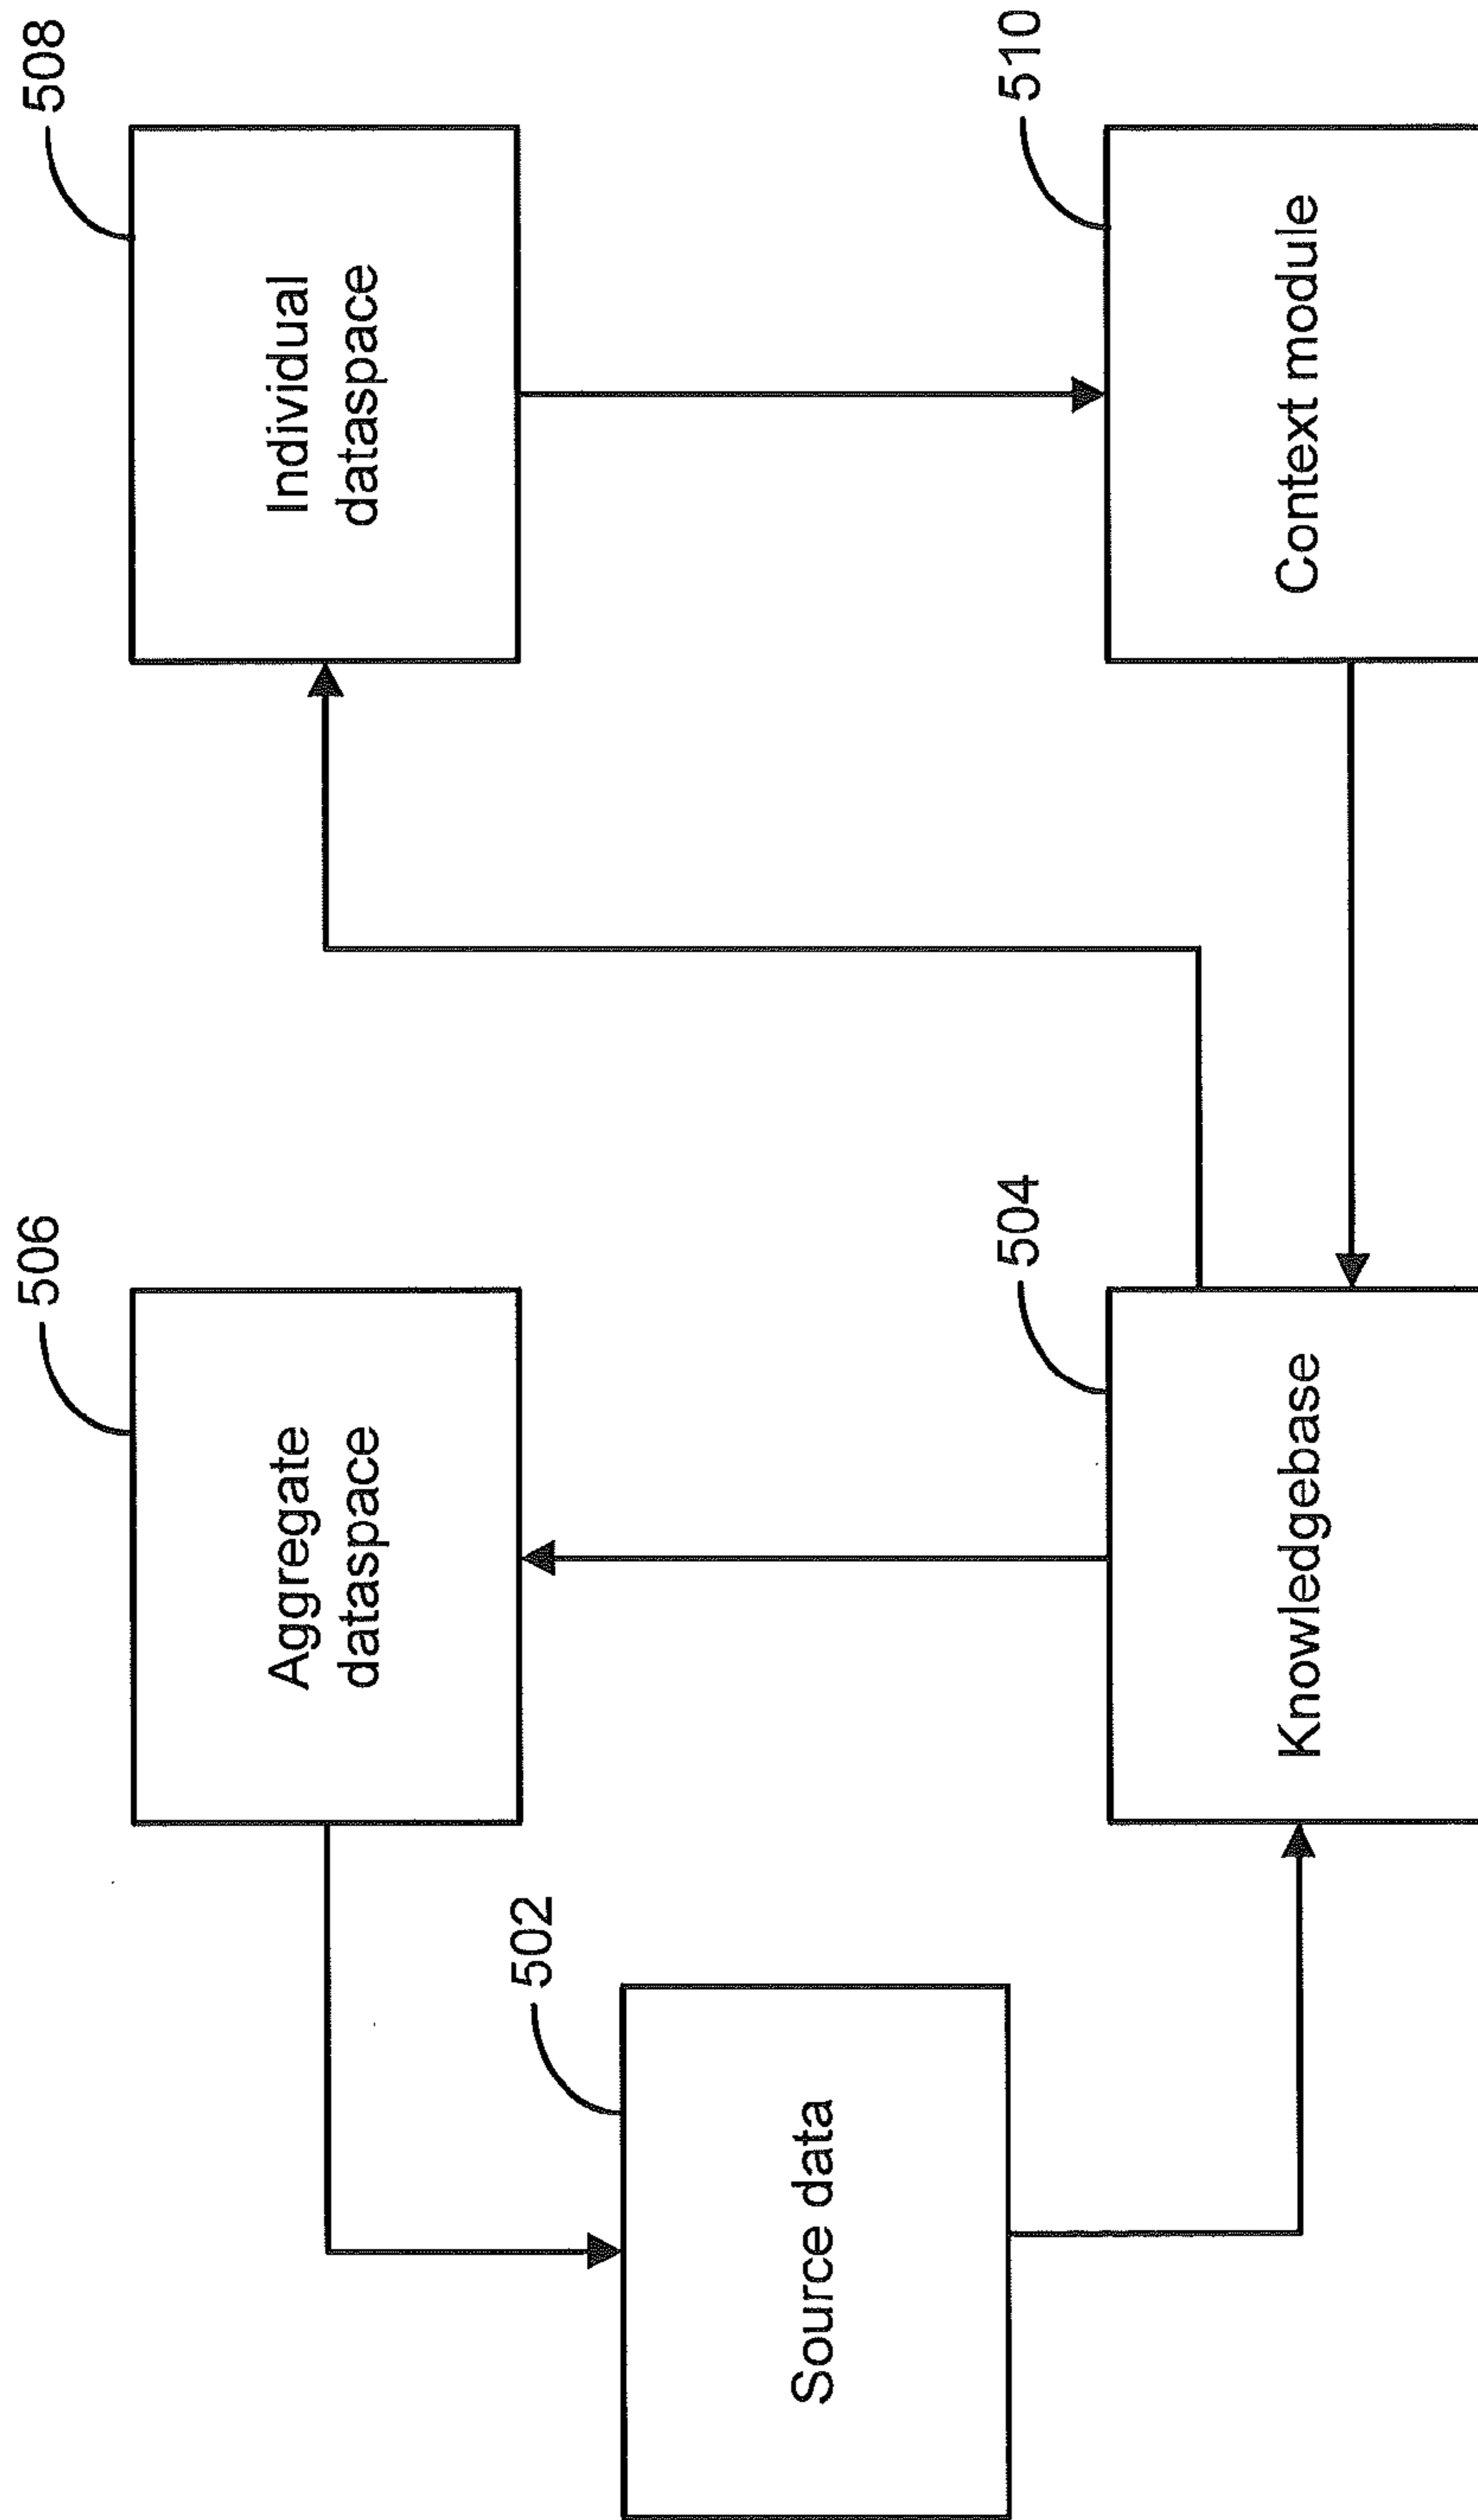 506
508
Aggregate
dataspace
Individual
dataspace
502
Source data
504
510
Knowledgebase
Context module